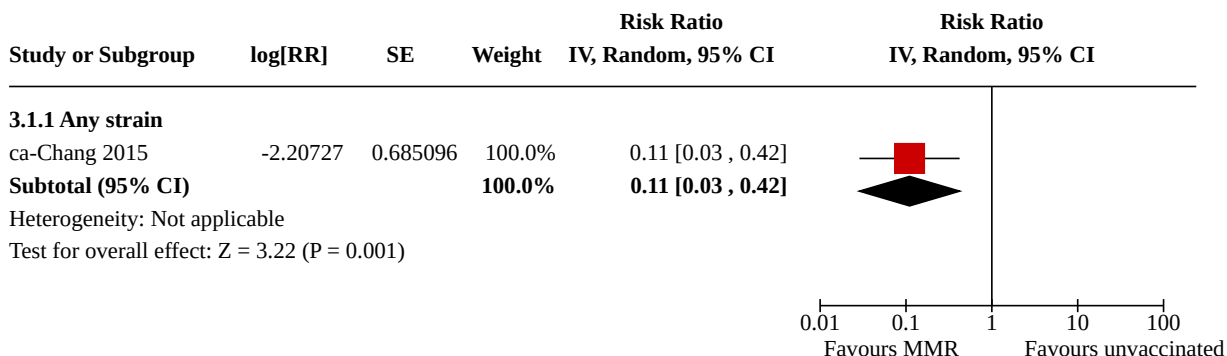 Risk Ratio Risk Ratio
Study or Subgroup log[RR] SE Weight IV, Random, 95% CI IV, Random, 95% CI
3.1.1 Any strain
ca-Chang 2015 -2.20727 0.685096 100.0% 0.11 [0.03 , 0.42]
Subtotal (95% CI) 100.0% 0.11 [0.03 , 0.42]
Heterogeneity: Not applicable
Test for overall effect: Z = 3.22 (P = 0.001)
0.01 0.1 1 10 100
Favours MMR Favours unvaccinated